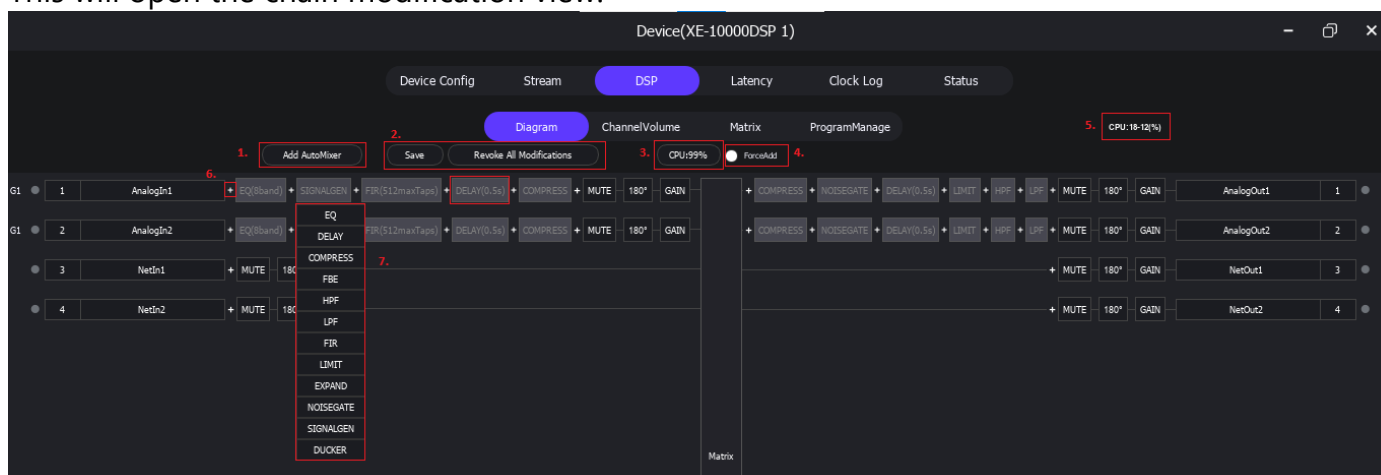 This will open the chain modification view.
Device(XE-10000DSP 1)
Device Config Stream DSP Latency Clock Log Status
Diagram ChannelVolume Matrix ProgramManage 5. CPU:18-12(%)
1. Add AutoMixer 2. Save Revoke All Modifications 3. CPU:99% ForceAdd 4.
6.
G1 1 AnalogIn1 + EQ(8band) + SIGNALGEN + FIR(512maxTaps) + DELAY(0.5s) + COMPRESS + MUTE 180° GAIN + COMPRESS + NOISEGATE + DELAY(0.5s) + LIMIT + HPF + LPF + MUTE 180° GAIN AnalogOut1 1
EQ
G1 2 AnalogIn2 + EQ(8band) + FIR(512maxTaps) + DELAY(0.5s) + COMPRESS + MUTE 180° GAIN + COMPRESS + NOISEGATE + DELAY(0.5s) + LIMIT + HPF + LPF + MUTE 180° GAIN AnalogOut2 2
DELAY
COMPRESS 7.
3 NetIn1 + MUTE 180 + MUTE 180° GAIN NetOut1 3
FBE
HPF
4 NetIn2 + MUTE 180 + MUTE 180° GAIN NetOut2 4
LPF
FIR
LIMIT
EXPAND
NOISEGATE
SIGNALGEN
DUCKER
Matrix